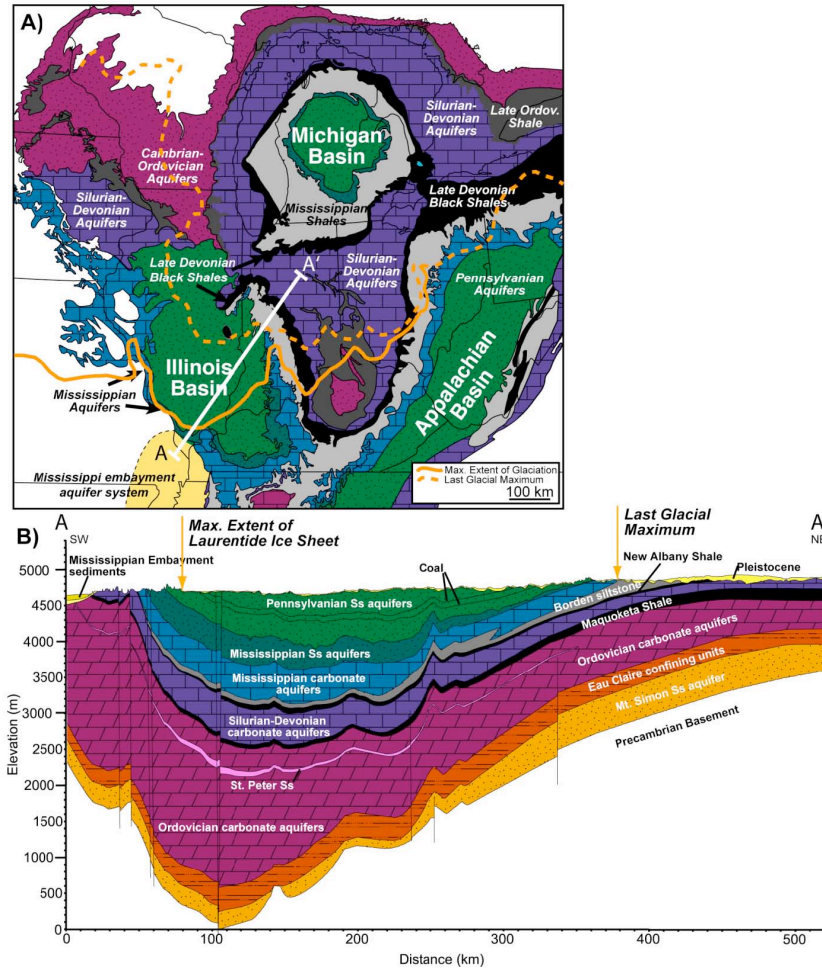 A)
Michigan
Basin
Silurian-
Devonian
Aquifers
Late Ordov.
Shale
Cambrian-
Ordovician
Aquifers
Late Devonian
Black Shales
Silurian-
Devonian
Aquifers
Mississippian
Shales
Late Devonian
Black Shales
A'
Silurian-
Devonian
Aquifers
Pennsylvanian
Aquifers
Illinois
Basin
Appalachian
Basin
Mississippian
Aquifers
A
Mississippi embayment
aquifer system
Max. Extent of Glaciation
Last Glacial Maximum
100 km
B)
A
SW
Max. Extent of
Laurentide Ice Sheet
Last Glacial
Maximum
A'
NE
Mississippian Embayment
sediments
Coal
New Albany Shale
Pleistocene
Pennsylvanian Ss aquifers
Borden siltstone
Maquoketa Shale
Mississippian Ss aquifers
Ordovician carbonate aquifers
Mississippian carbonate
aquifers
Eau Claire confining units
Silurian-Devonian
carbonate aquifers
Mt. Simon Ss aquifer
Precambrian Basement
St. Peter Ss
Ordovician carbonate aquifers
Elevation (m)
5000
4500
4000
3500
3000
2500
2000
1500
1000
500
0
0
100
200
300
400
500
Distance (km)